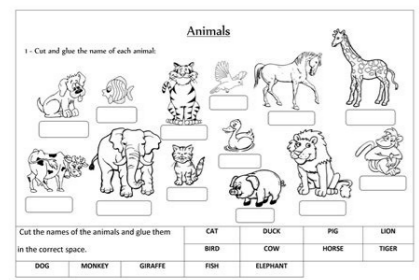 Animals
1 - Cut and glue the name of each animal:
Cut the names of the animals and glue them
in the correct space.
CAT DUCK PIG LION
BIRD COW HORSE TIGER
DOG MONKEY GIRAFFE FISH ELEPHANT